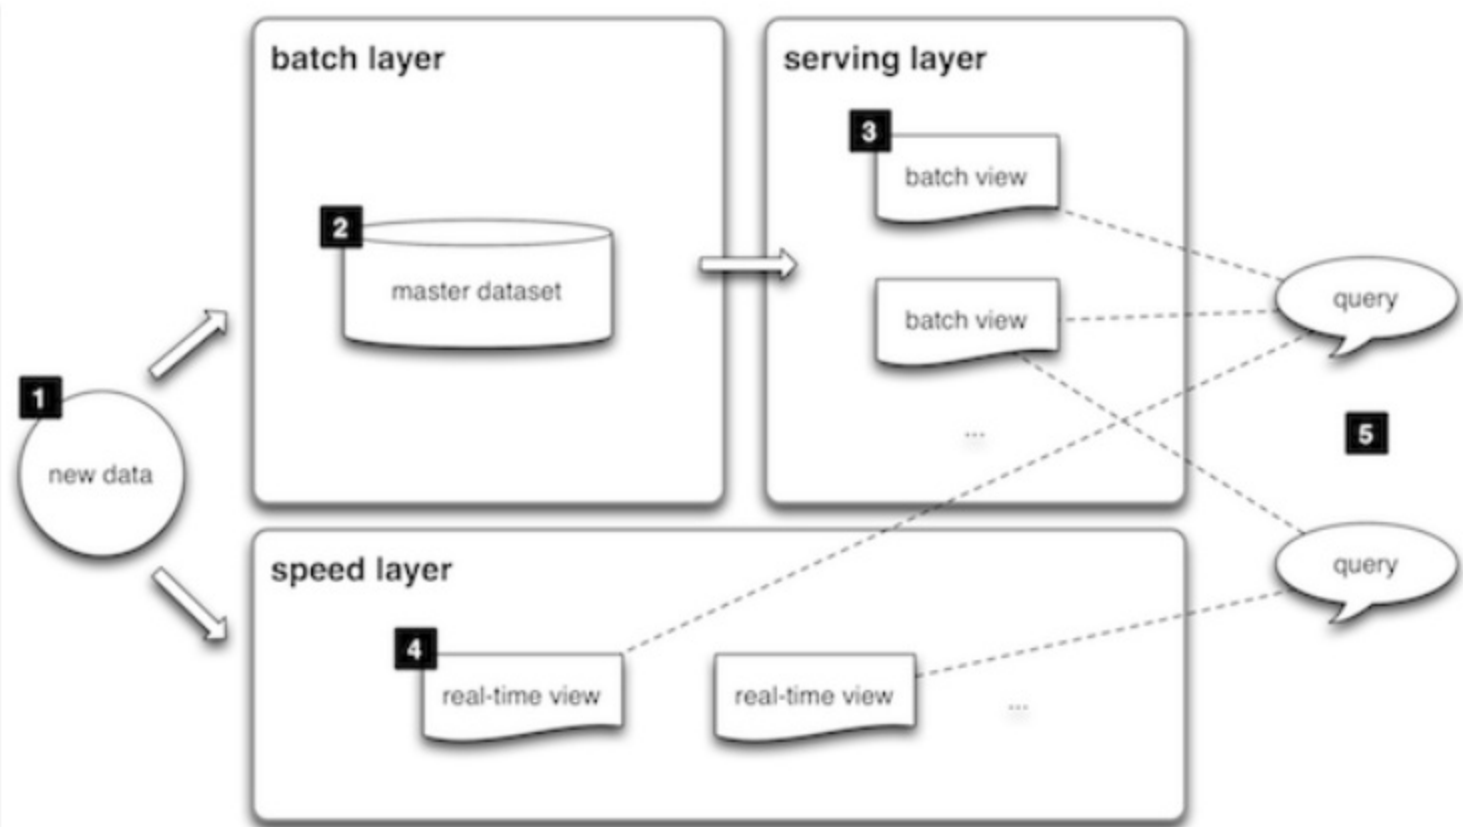 batch layer
2
master dataset
serving layer
3
batch view
batch view
...
1
new data
speed layer
4
real-time view
real-time view
...
query
5
query